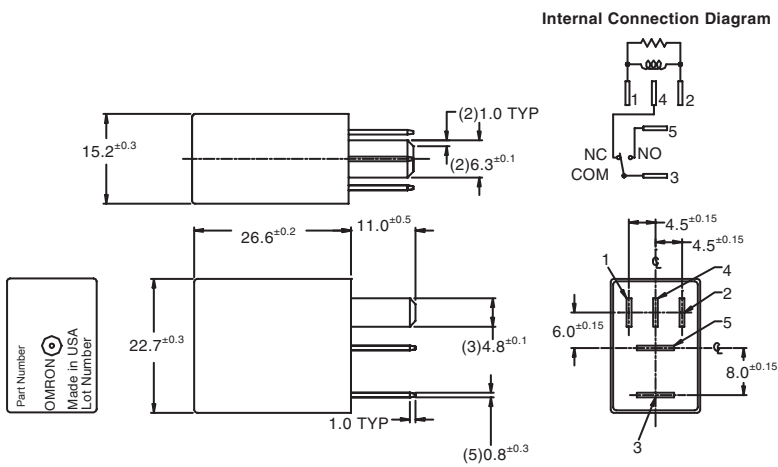 Internal Connection Diagram
1 4 2
5
NC NO
COM 3
(2)1.0 TYP
15.2±0.3
(2)6.3±0.1
26.6±0.2
11.0±0.5
22.7±0.3
(3)4.8±0.1
1.0 TYP
(5)0.8±0.3
Part Number
OMRON
Made in USA
Lot Number
4.5±0.15
4.5±0.15
℄
1
4
2
6.0±0.15
5
℄
8.0±0.15
3